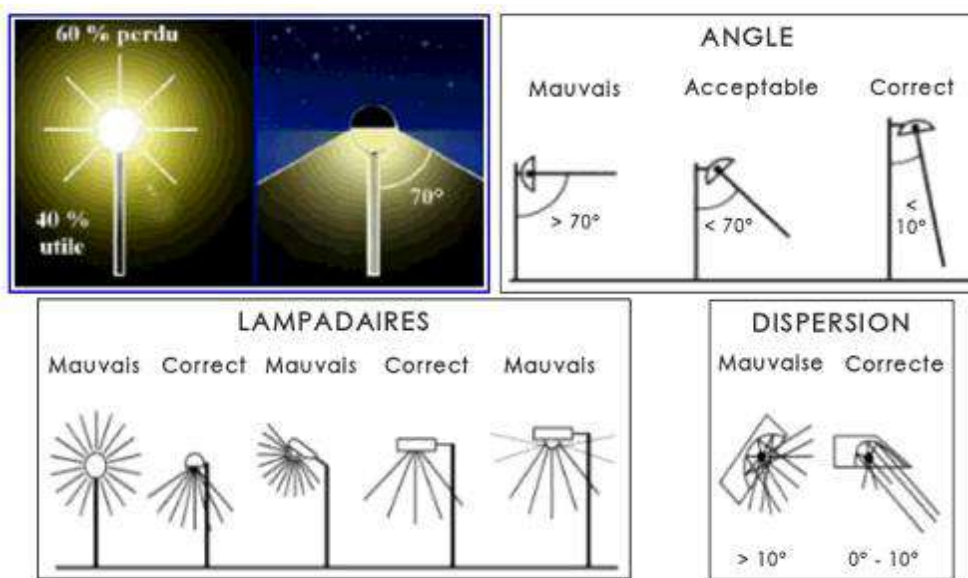 60 % perdu
40 %
utile
70°
ANGLE
Mauvais Acceptable Correct
> 70°
< 70°
<
10°
LAMPADAIRES
Mauvais Correct Mauvais Correct Mauvais
DISPERSION
Mauvaise Correcte
> 10° 0° - 10°